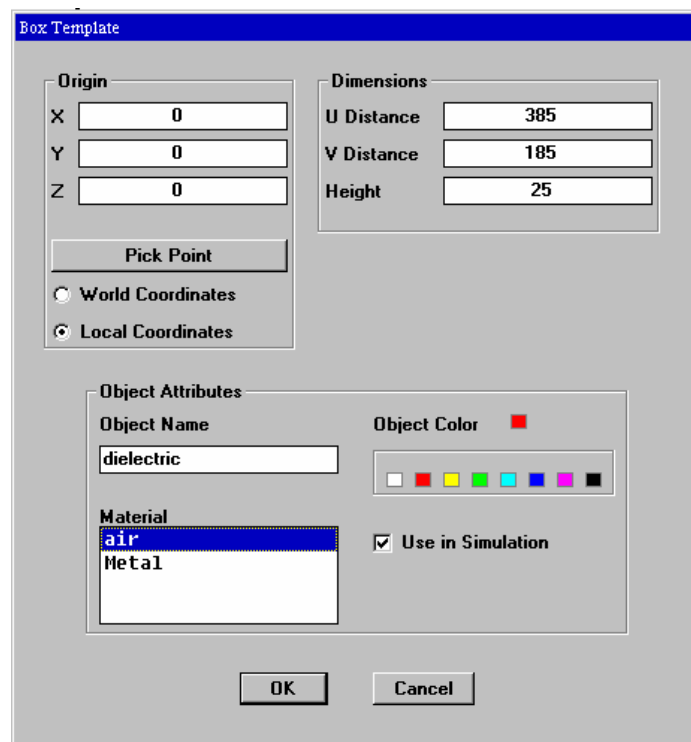 Box Template
Origin
X 0
Y 0
Z 0
Pick Point
World Coordinates
Local Coordinates
Dimensions
U Distance 385
V Distance 185
Height 25
Object Attributes
Object Name
dielectric
Material
air
Metal
Object Color
Use in Simulation
OK
Cancel